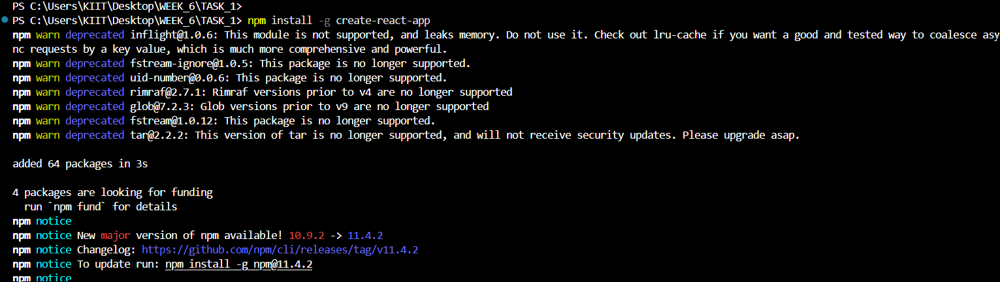 PS C:\Users\KIIT\Desktop\WEEK_6\TASK_1>
PS C:\Users\KIIT\Desktop\WEEK_6\TASK_1> npm install -g create-react-app
npm warn deprecated inflight@1.0.6: This module is not supported, and leaks memory. Do not use it. Check out lru-cache if you want a good and tested way to coalesce asy
nc requests by a key value, which is much more comprehensive and powerful.
npm warn deprecated fstream-ignore@1.0.5: This package is no longer supported.
npm warn deprecated uid-number@0.0.6: This package is no longer supported.
npm warn deprecated rimraf@2.7.1: Rimraf versions prior to v4 are no longer supported
npm warn deprecated glob@7.2.3: Glob versions prior to v9 are no longer supported
npm warn deprecated fstream@1.0.12: This package is no longer supported.
npm warn deprecated tar@2.2.2: This version of tar is no longer supported, and will not receive security updates. Please upgrade asap.
added 64 packages in 3s
4 packages are looking for funding
  run `npm fund` for details
npm notice
npm notice New major version of npm available! 10.9.2 -> 11.4.2
npm notice Changelog: https://github.com/npm/cli/releases/tag/v11.4.2
npm notice To update run: npm install -g npm@11.4.2
npm notice